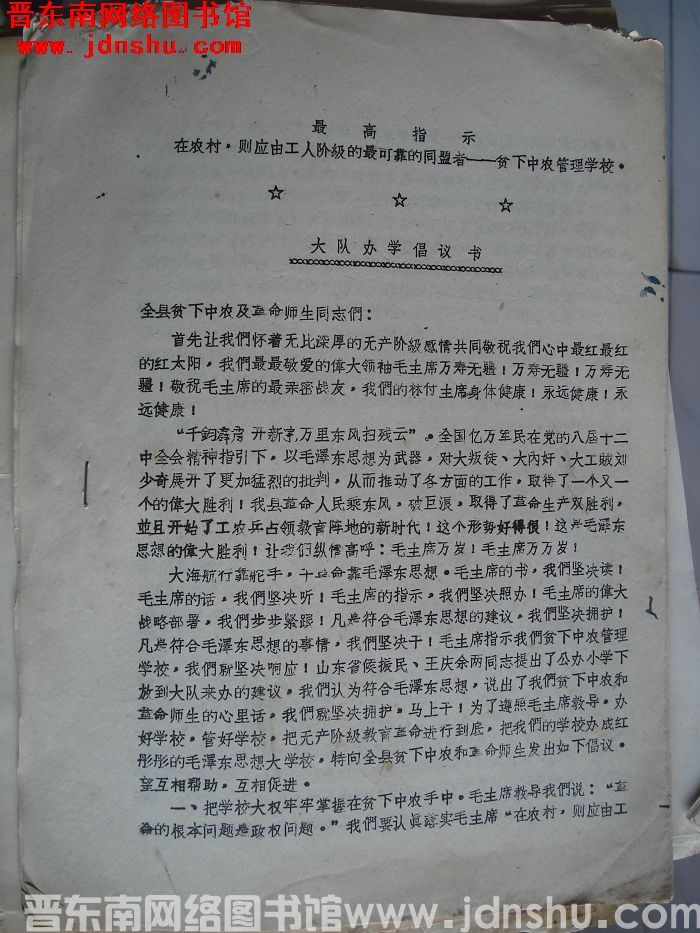 晋东南网络图书馆
www.jdnshu.com
最高指示
在农村，则应由工人阶级的最可靠的同盟者——贫下中农管理学校。
☆ ☆ ☆
大队办学倡议书
全县贫下中农及革命师生同志們：
首先让我們怀着无比深厚的无产阶級感情共同敬祝我們心中最红最红
的红太阳，我們最最敬爱的偉大领袖毛主席万寿无疆！万寿无疆！万寿无
疆！敬祝毛主席的最亲密战友，我們的林付主席身体健康！永远健康！永
远健康！
“千鈞霹雳开新宇，万里东风扫残云”。全国亿万军民在党的八届十二
中全会精神指引下，以毛澤东思想为武器，对大叛徒、大內奸、大工贼刘
少奇展开了更加猛烈的批判，从而推动了各方面的工作，取得了一个又一
个的偉大胜利！我县革命人民乘东风，破巨浪，取得了革命生产双胜利，
並且开始了工农兵占领教育阵地的新时代！这个形势好得很！这是毛澤东
思想的偉大胜利！让我們纵情高呼：毛主席万岁！毛主席万万岁！
大海航行靠舵手，干革命靠毛澤东思想。毛主席的书，我們坚决读！
毛主席的话，我們坚决听！毛主席的指示，我們坚决照办！毛主席的偉大
战略部署，我們步步紧跟！凡是符合毛澤东思想的建议，我們坚决拥护！
凡是符合毛澤东思想的事情，我們坚决干！毛主席指示我們贫下中农管理
学校，我們就坚决响应！山东省侯振民、王庆余两同志提出了公办小学下
放到大队来办的建议，我們认为符合毛澤东思想，说出了我們贫下中农和
革命师生的心里话，我們就坚决拥护，马上干！为了遵照毛主席教导，办
好学校，管好学校，把无产阶級教育革命进行到底，把我們的学校办成红
彤彤的毛澤东思想大学校，特向全县贫下中农和革命师生发出如下倡议。
望互相帮助，互相促进。
一、把学校大权牢牢掌握在贫下中农手中。毛主席教导我們说：“革
命的根本问题是政权问题。”我們要认眞落实毛主席“在农村，则应由工
晋东南网络图书馆 www.jdnshu.com